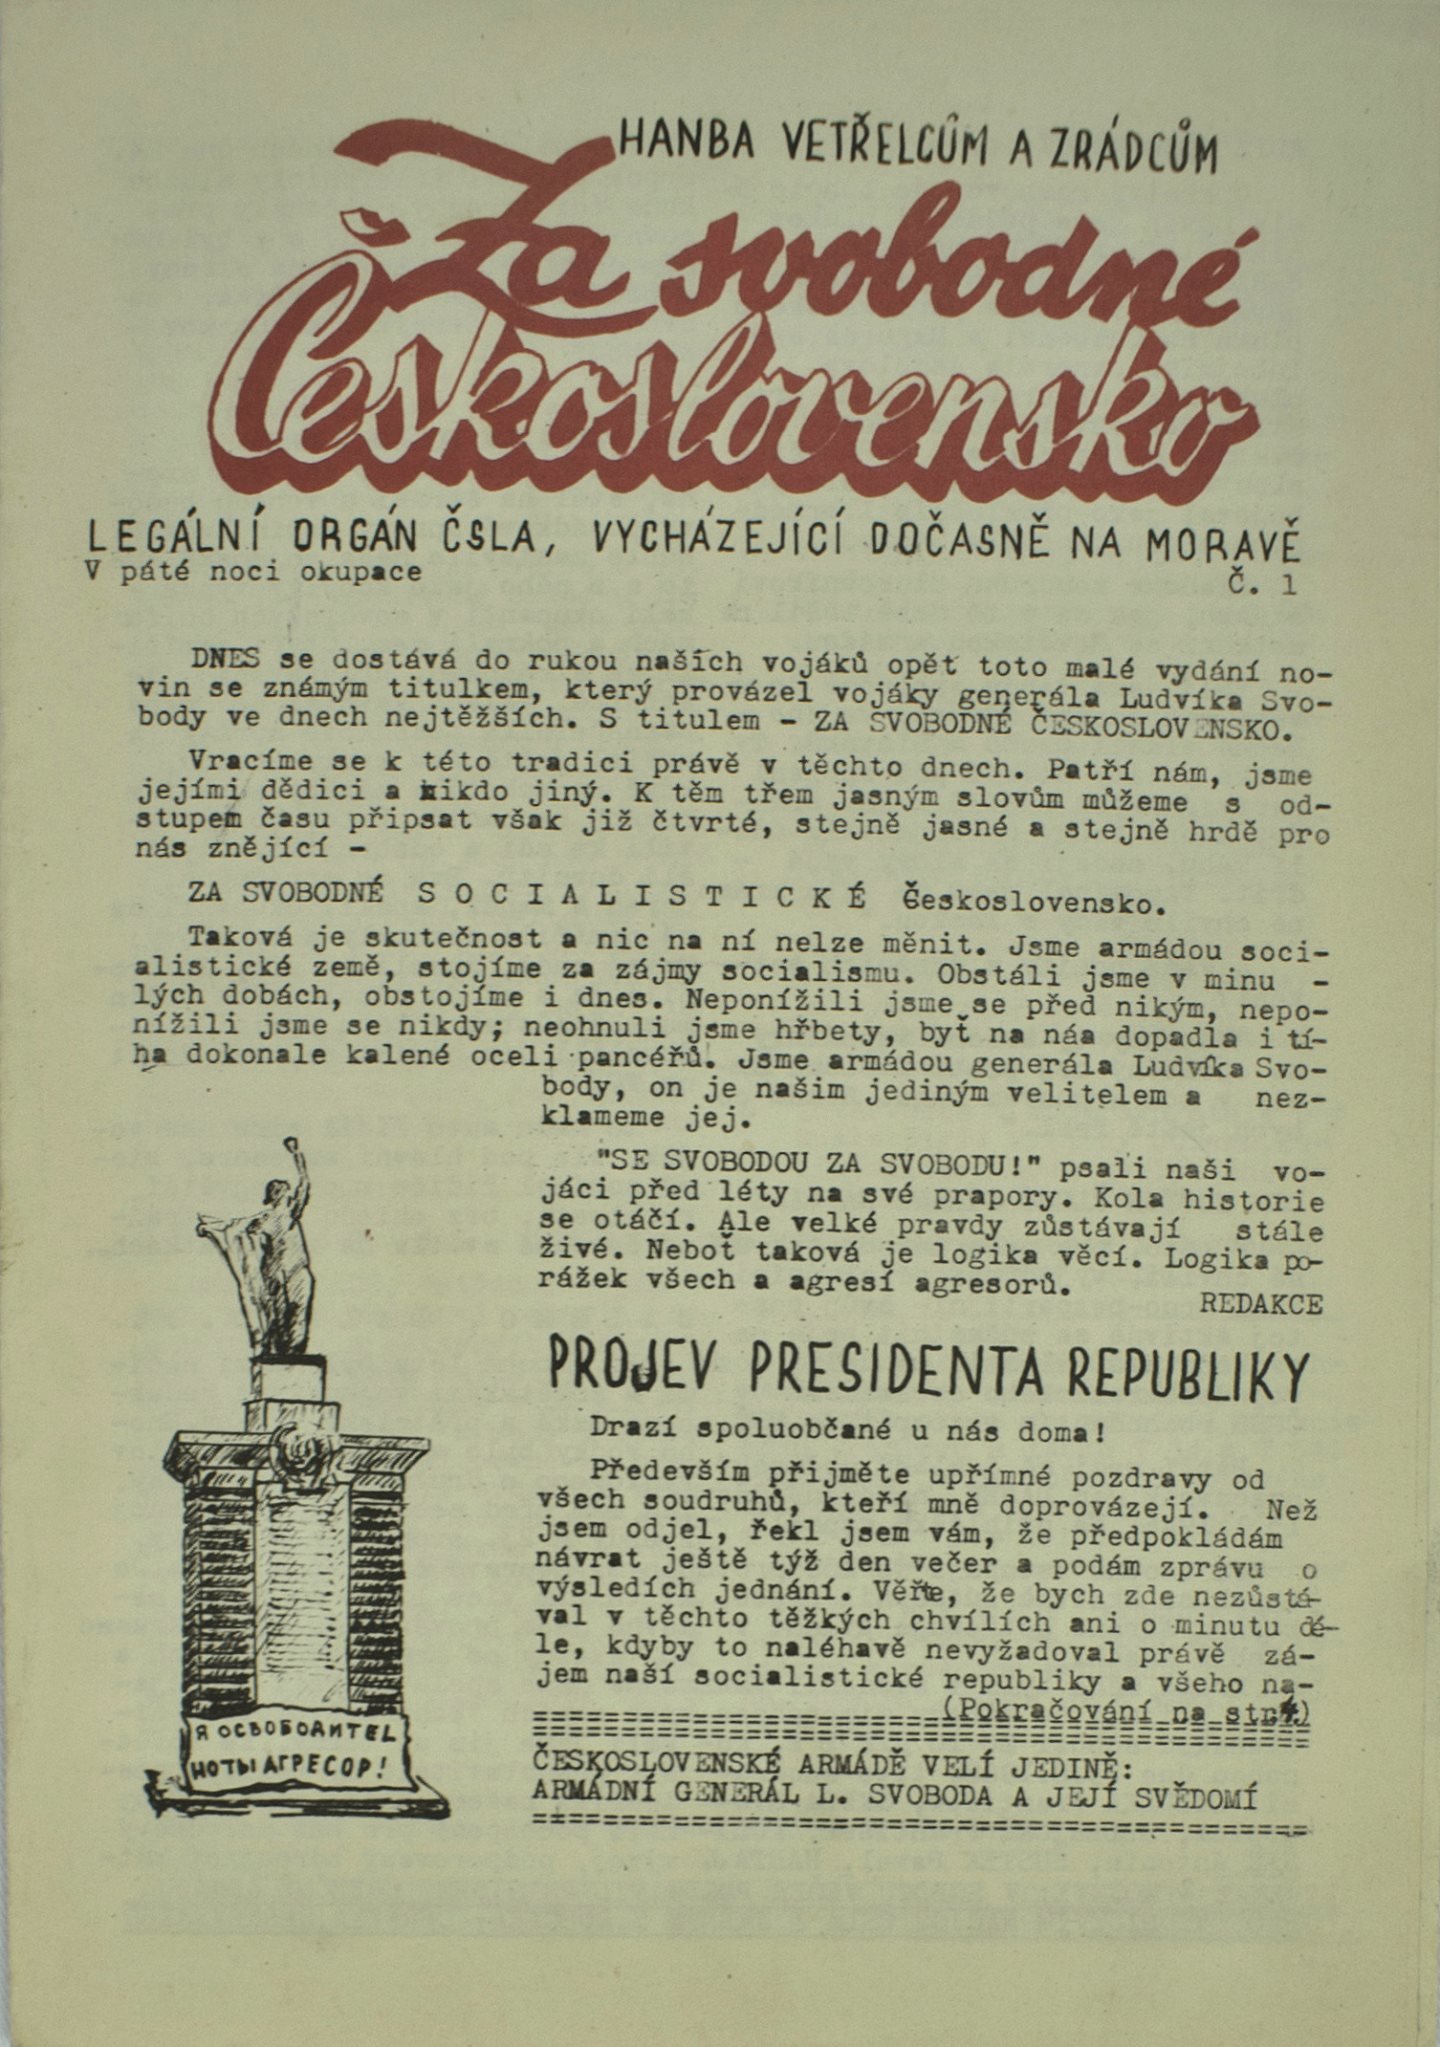 HANBA VETŘELCŮM A ZRÁDCŮM
Za svobodné
Československo
LEGÁLNÍ ORGÁN ČSLA, VYCHÁZEJÍCÍ DOČASNĚ NA MORAVĚ
V páté noci okupace
Č. 1
DNES se dostává do rukou našich vojáků opět toto malé vydání no-
vin se známým titulkem, který provázel vojáky generála Ludvíka Svo-
body ve dnech nejtěžších. S titulem - ZA SVOBODNÉ ČESKOSLOVENSKO.
Vracíme se k této tradici právě v těchto dnech. Patří nám, jsme
jejími dědici a nikdo jiný. K těm třem jasným slovům můžeme s od-
stupem času připsat však již čtvrté, stejně jasné a stejně hrdě pro
nás znějící -
ZA SVOBODNÉ S O C I A L I S T I C K É Československo.
Taková je skutečnost a nic na ní nelze měnit. Jsme armádou soci-
alistické země, stojíme za zájmy socialismu. Obstáli jsme v minu -
lých dobách, obstojíme i dnes. Neponížili jsme se před nikým, nepo-
nížili jsme se nikdy; neohnuli jsme hřbety, byť na náa dopadla i tí-
ha dokonale kalené oceli pancéřů. Jsme armádou generála Ludvíka Svo-
body, on je našim jediným velitelem a nez-
klameme jej.
"SE SVOBODOU ZA SVOBODU!" psali naši vo-
jáci před léty na své prapory. Kola historie
se otáčí. Ale velké pravdy zůstávají stále
živé. Neboť taková je logika věcí. Logika po-
rážek všech a agresí agresorů.
REDAKCE
PROJEV PRESIDENTA REPUBLIKY
Drazí spoluobčané u nás doma!
Především přijměte upřímné pozdravy od
všech soudruhů, kteří mně doprovázejí. Než
jsem odjel, řekl jsem vám, že předpokládám
návrat ještě týž den večer a podám zprávu o
výsledích jednání. Věřte, že bych zde nezůstá-
val v těchto těžkých chvílích ani o minutu dé-
le, kdyby to naléhavě nevyžadoval právě zá-
jem naší socialistické republiky a všeho na-
(Pokračování na str4)
ČESKOSLOVENSKÉ ARMÁDĚ VELÍ JEDINĚ:
ARMÁDNÍ GENERÁL L. SVOBODA A JEJÍ SVĚDOMÍ
Я ОСВОБОДИТЕL
НО ТЫ АГРЕСОР!